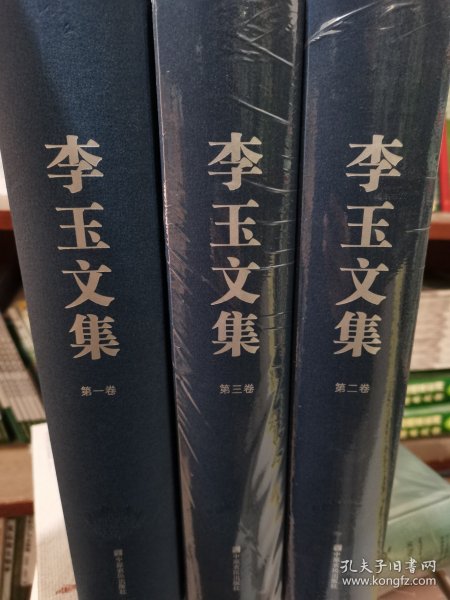 李玉文集
第一卷
李玉文集
第三卷
李玉文集
第二卷
孔夫子旧书网
www.kongfz.com